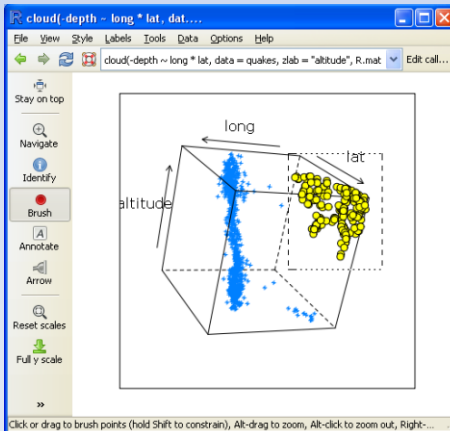 cloud(-depth ~ long * lat, dat....
File View Style Labels Tools Data Options Help
cloud(-depth ~ long * lat, data = quakes, zlab = "altitude", R.mat Edit call...
Stay on top
Navigate
Identify
Brush
Annotate
Arrow
Reset scales
Full y scale
»
long
lat
altitude
Click or drag to brush points (hold Shift to constrain), Alt-drag to zoom, Alt-click to zoom out, Right-...